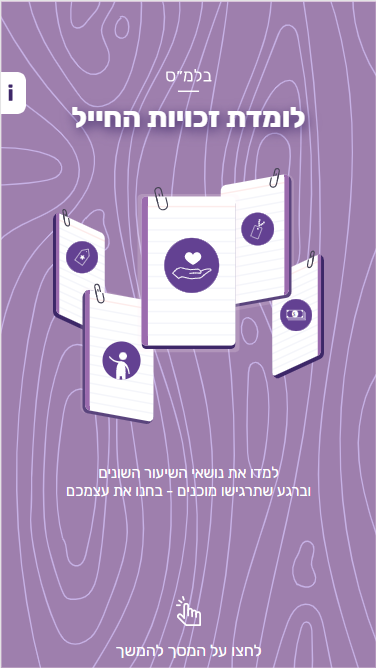 בלמ"ס
לומדת זכויות החייל
i
למדו את נושאי השיעור השונים
וברגע שתרגישו מוכנים - בחנו את עצמכם
לחצו על המסך להמשך